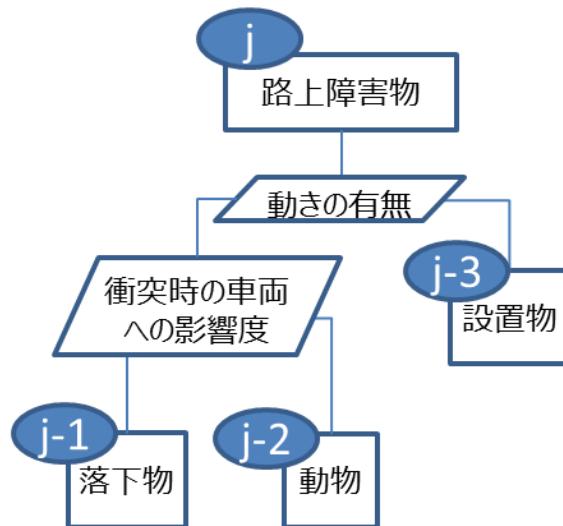 j
路上障害物
動きの有無
j-3
設置物
衝突時の車両
への影響度
j-1
落下物
j-2
動物